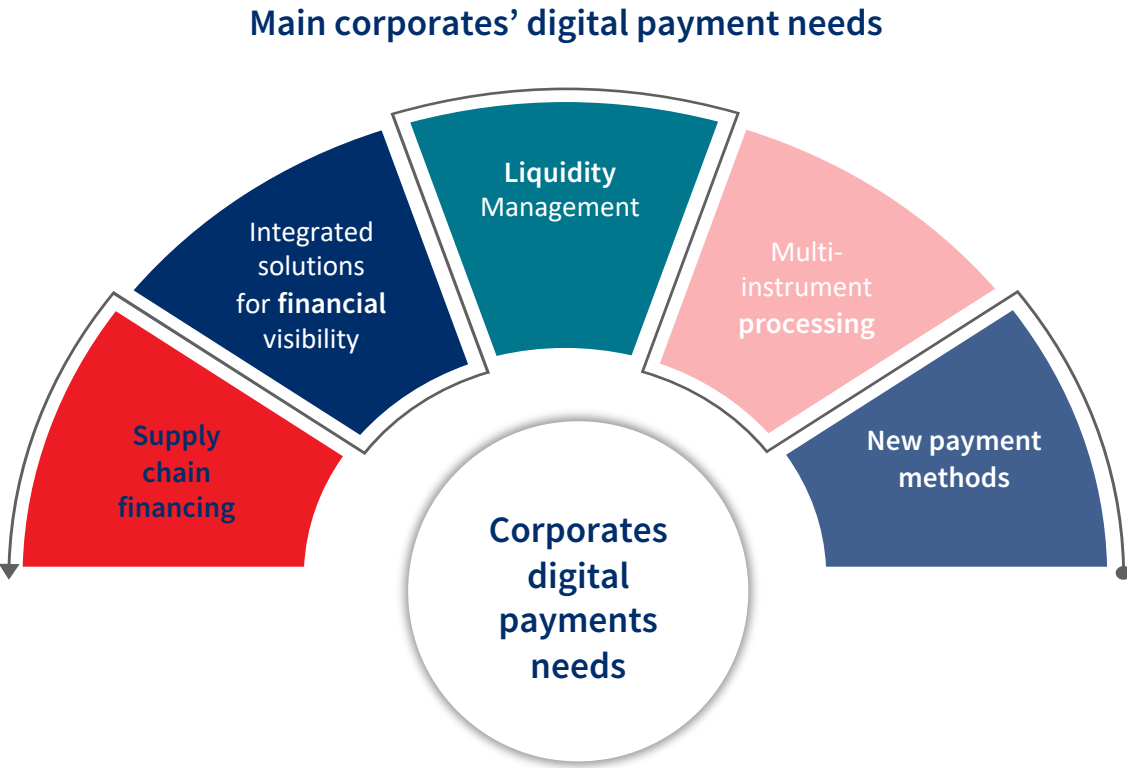 Main corporates’ digital payment needs
Supply
chain
financing
Integrated
solutions
for financial
visibility
Liquidity
Management
Multi-
instrument
processing
New payment
methods
Corporates
digital
payments
needs